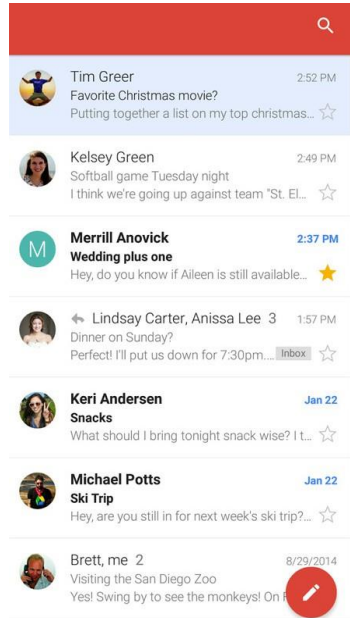 Tim Greer 2:52 PM
Favorite Christmas movie?
Putting together a list on my top christmas...
Kelsey Green 2:49 PM
Softball game Tuesday night
I think we're going up against team "St. El...
M
Merrill Anovick 2:37 PM
Wedding plus one
Hey, do you know if Aileen is still available...
Lindsay Carter, Anissa Lee 3 1:57 PM
Dinner on Sunday?
Perfect! I'll put us down for 7:30pm.... Inbox
Keri Andersen Jan 22
Snacks
What should I bring tonight snack wise? I t...
Michael Potts Jan 22
Ski Trip
Hey, are you still in for next week's ski trip?...
Brett, me 2 8/29/2014
Visiting the San Diego Zoo
Yes! Swing by to see the monkeys! On